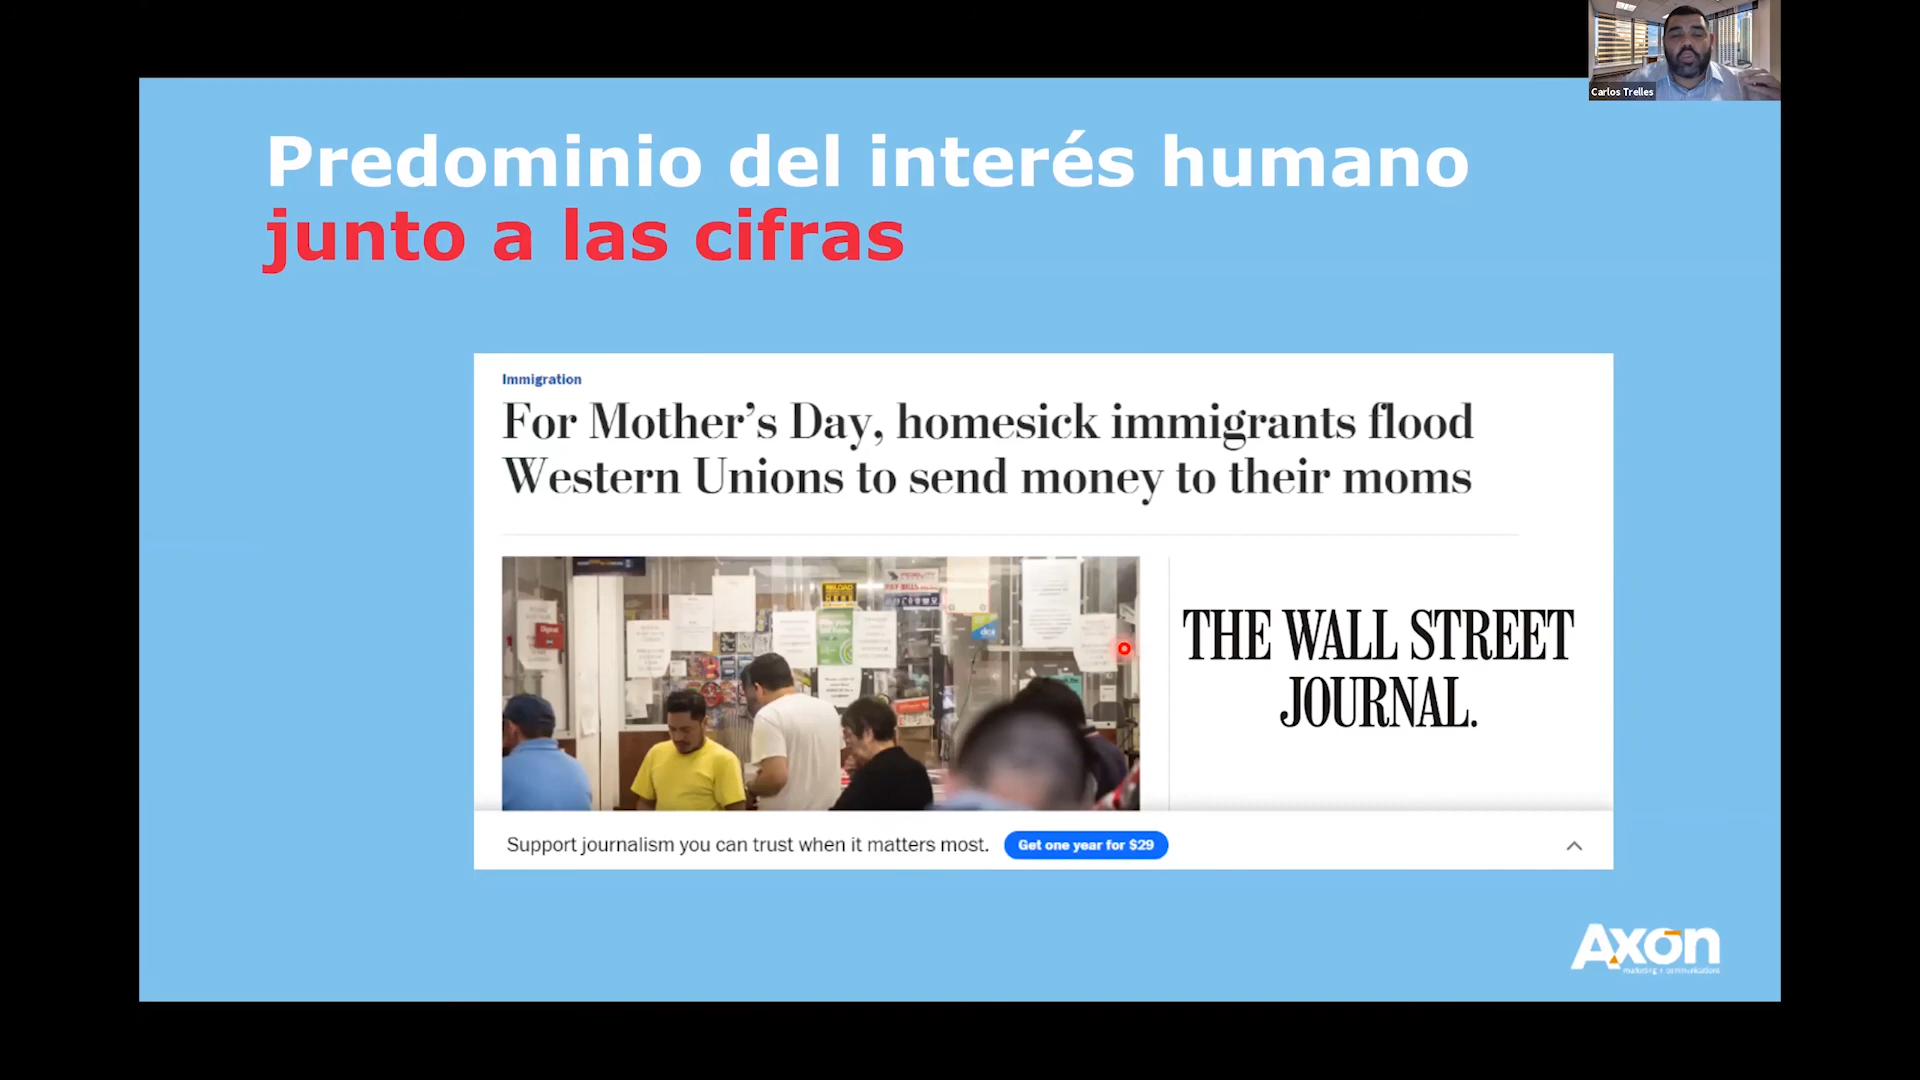 Carlos Trelles
Predominio del interés humano
junto a las cifras
Immigration
For Mother’s Day, homesick immigrants flood
Western Unions to send money to their moms
THE WALL STREET
JOURNAL.
Support journalism you can trust when it matters most.
Get one year for $29
Axon
marketing + communications